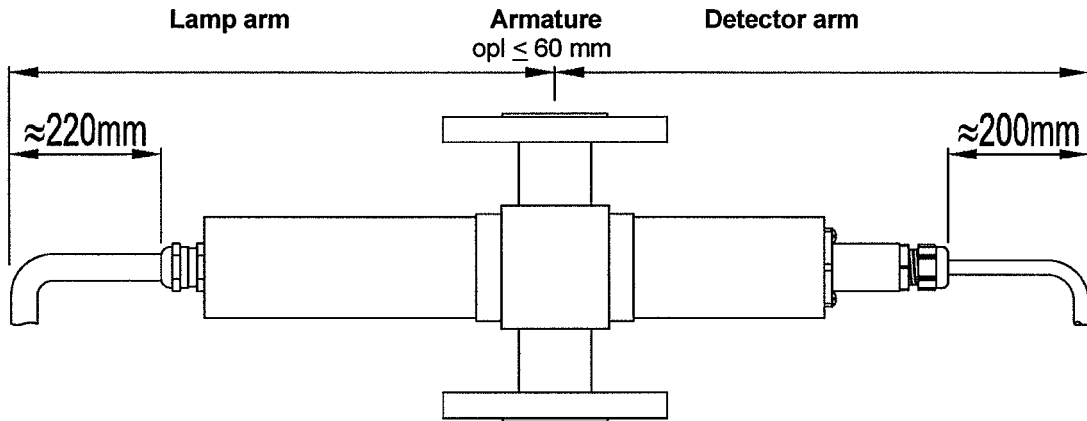 Lamp arm
Armature
Detector arm
opl ≤ 60 mm
≈220mm
≈200mm